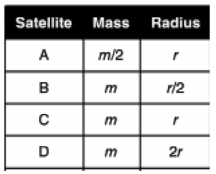 Satellite Mass Radius
A m/2 r
B m r/2
C m r
D m 2r